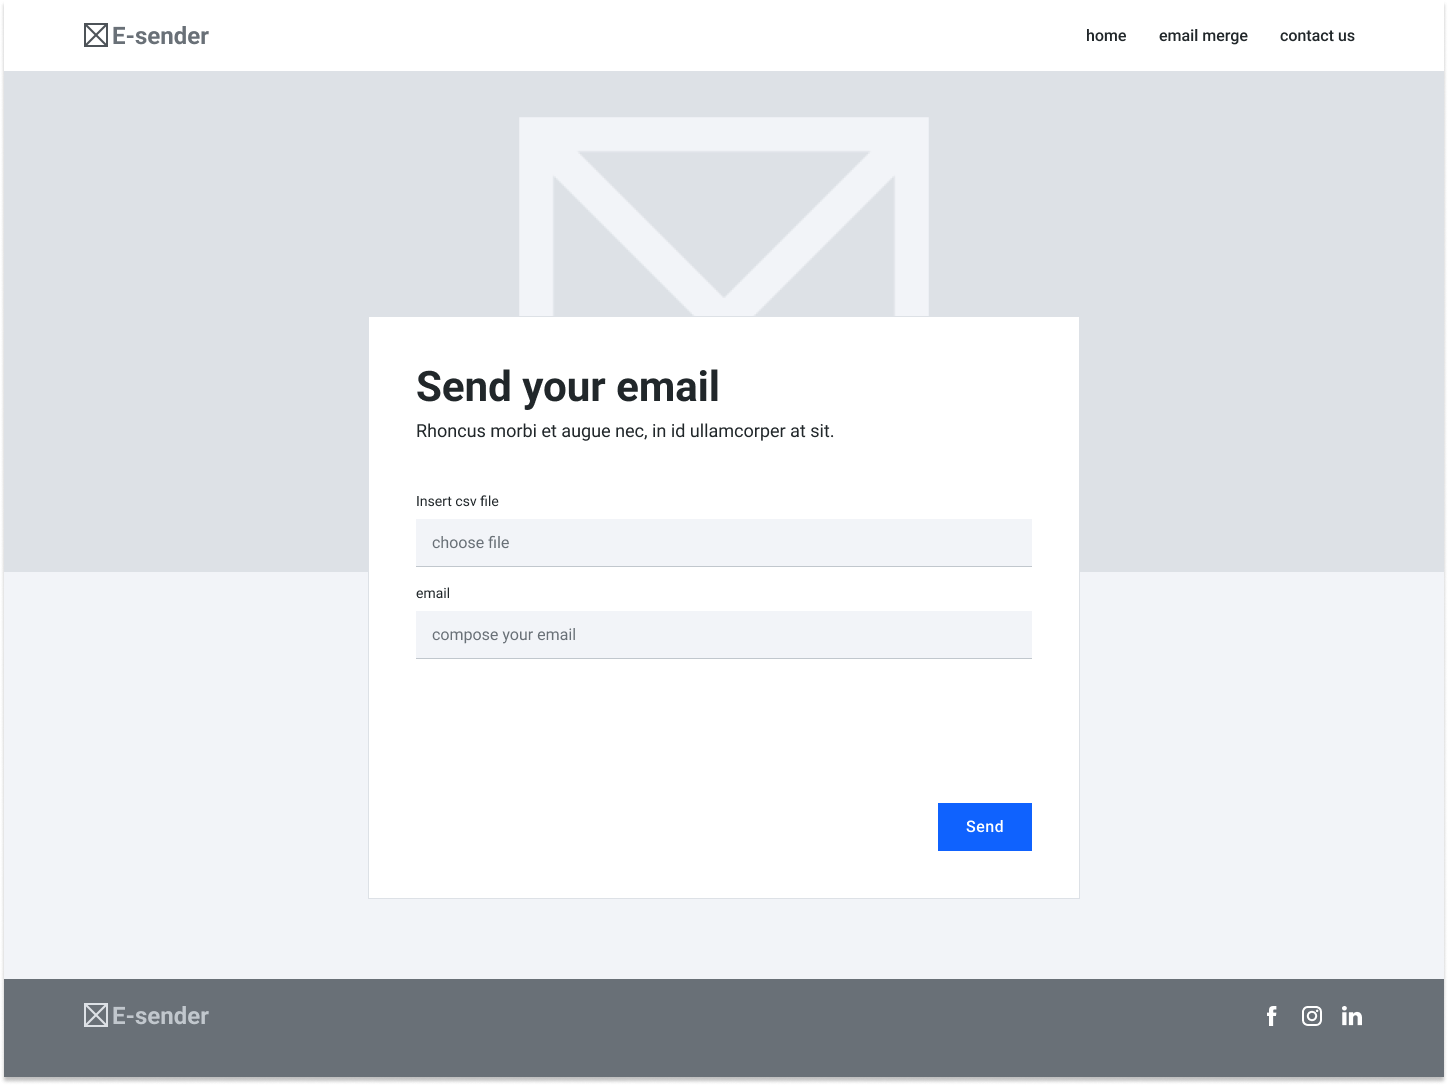 E-sender
home
email merge
contact us
Send your email
Rhoncus morbi et augue nec, in id ullamcorper at sit.
Insert csv file
choose file
email
compose your email
Send
E-sender